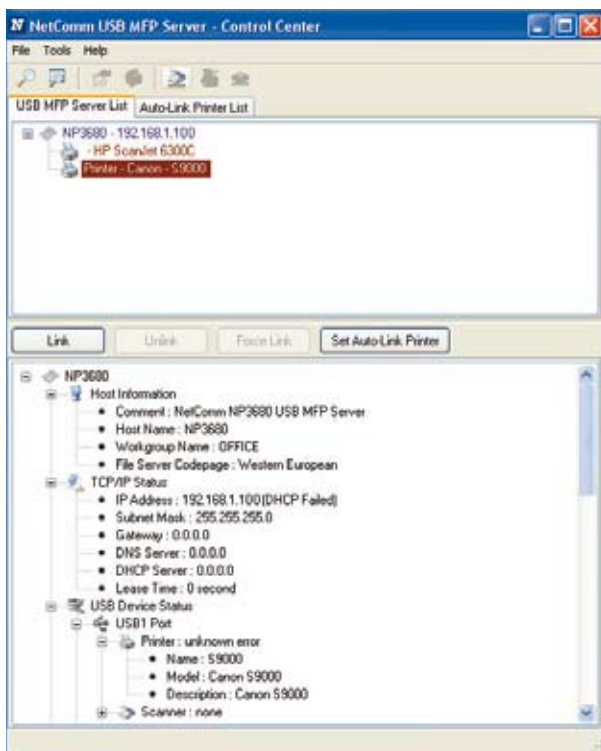 NetComm USB MFP Server - Control Center
File Tools Help
USB MFP Server List Auto-Link Printer List
NP3680 - 192.168.1.100
- HP ScanJet 6300C
Printer - Canon - S9000
Link Unlink Force Link Set Auto-Link Printer
NP3680
Host Information
Comment : NetComm NP3680 USB MFP Server
Host Name : NP3680
Workgroup Name : OFFICE
File Server Codepage : Western European
TCP/IP Status
IP Address : 192.168.1.100(DHCP Failed)
Subnet Mask : 255.255.255.0
Gateway : 0.0.0.0
DNS Server : 0.0.0.0
DHCP Server : 0.0.0.0
Lease Time : 0 second
USB Device Status
USB1 Port
Printer : unknown error
Name : S9000
Model : Canon S9000
Description : Canon S9000
Scanner : none